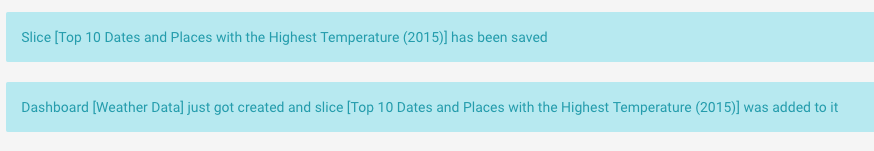 Slice [Top 10 Dates and Places with the Highest Temperature (2015)] has been saved
Dashboard [Weather Data] just got created and slice [Top 10 Dates and Places with the Highest Temperature (2015)] was added to it